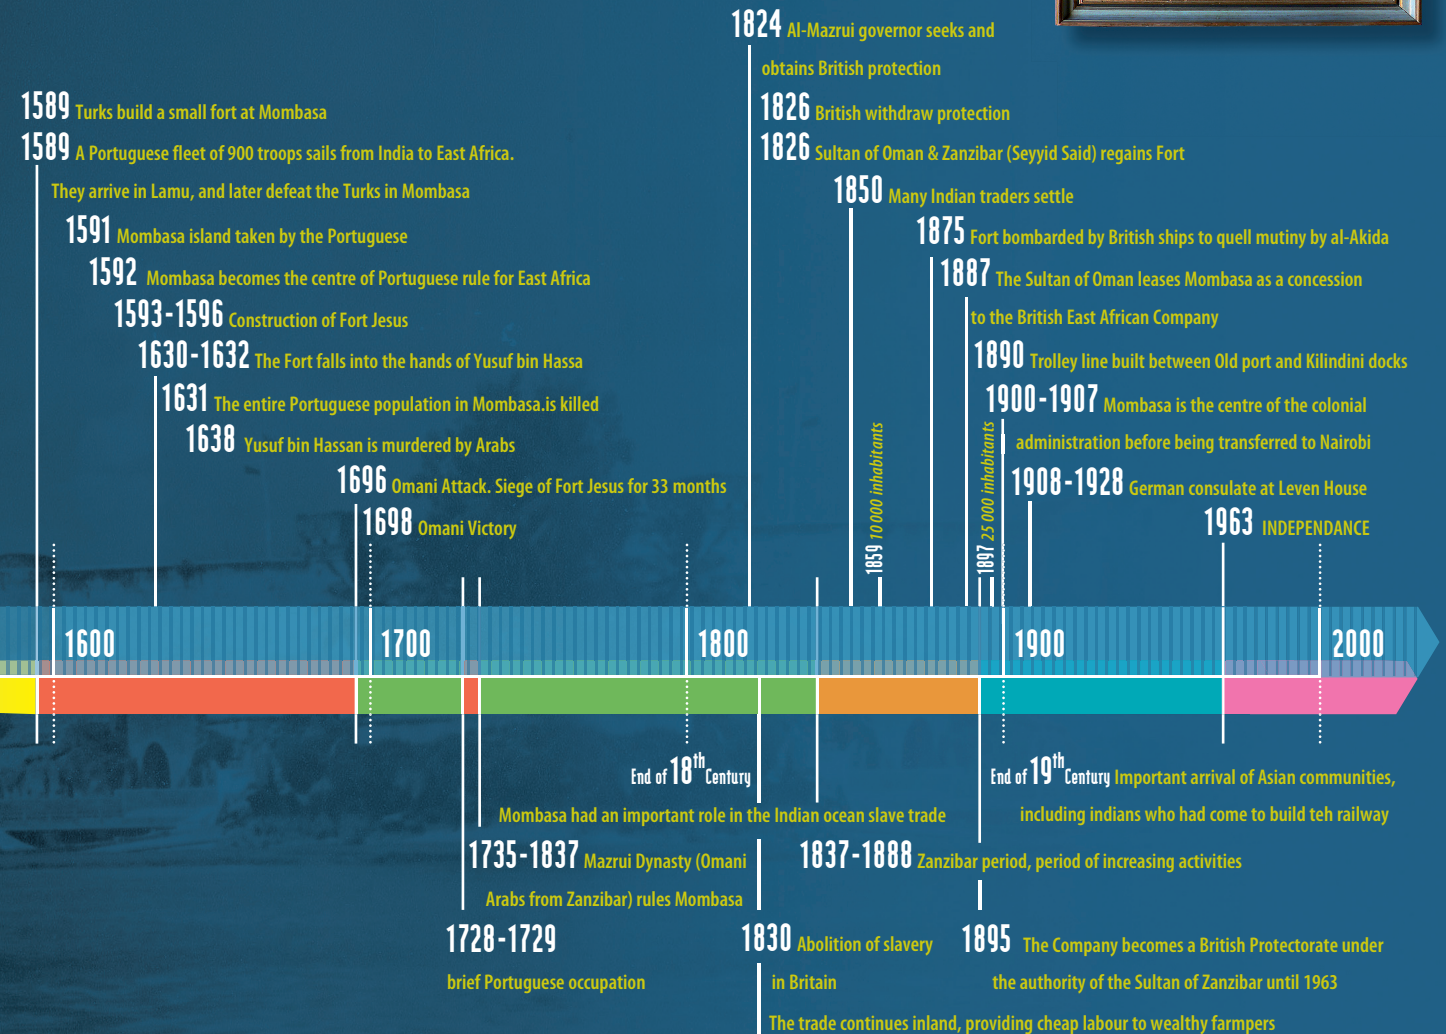 1824 Al-Mazrui governor seeks and
obtains British protection
1589 Turks build a small fort at Mombasa
1826 British withdraw protection
1589 A Portuguese fleet of 900 troops sails from India to East Africa.
They arrive in Lamu, and later defeat the Turks in Mombasa
1826 Sultan of Oman & Zanzibar (Seyyid Said) regains Fort
1850 Many Indian traders settle
1591 Mombasa island taken by the Portuguese
1875 Fort bombarded by British ships to quell mutiny by al-Akida
1592 Mombasa becomes the centre of Portuguese rule for East Africa
1887 The Sultan of Oman leases Mombasa as a concession
to the British East African Company
1593-1596 Construction of Fort Jesus
1630-1632 The Fort falls into the hands of Yusuf bin Hassa
1890 Trolley line built between Old port and Kilindini docks
1631 The entire Portuguese population in Mombasa.is killed
1900-1907 Mombasa is the centre of the colonial
administration before being transferred to Nairobi
1638 Yusuf bin Hassan is murdered by Arabs
1696 Omani Attack. Siege of Fort Jesus for 33 months
1908-1928 German consulate at Leven House
1698 Omani Victory
1859 10 000 inhabitants
1897 25 000 inhabitants
1963 INDEPENDANCE
1600
1700
1800
1900
2000
End of 18th Century
Mombasa had an important role in the Indian ocean slave trade
End of 19th Century Important arrival of Asian communities,
including indians who had come to build teh railway
1735-1837 Mazrui Dynasty (Omani
Arabs from Zanzibar) rules Mombasa
1837-1888 Zanzibar period, period of increasing activities
1728-1729
brief Portuguese occupation
1830 Abolition of slavery
in Britain
The trade continues inland, providing cheap labour to wealthy farmpers
1895 The Company becomes a British Protectorate under
the authority of the Sultan of Zanzibar until 1963